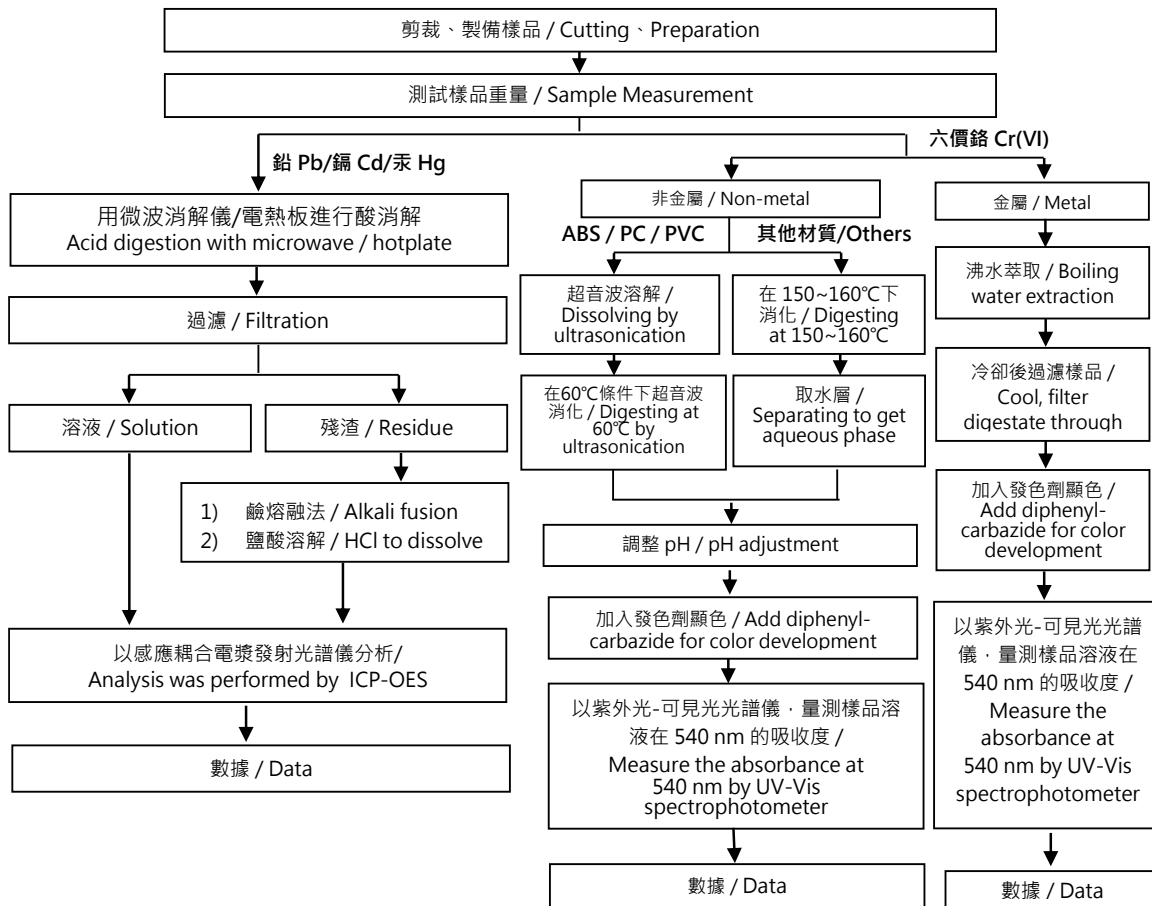 剪裁、製備樣品 / Cutting、Preparation
測試樣品重量 / Sample Measurement
鉛 Pb/鎘 Cd/汞 Hg
六價鉻 Cr(VI)
用微波消解儀/電熱板進行酸消解
Acid digestion with microwave / hotplate
過濾 / Filtration
溶液 / Solution
殘渣 / Residue
1) 鹼熔融法 / Alkali fusion
2) 鹽酸溶解 / HCl to dissolve
以感應耦合電漿發射光譜儀分析/
Analysis was performed by ICP-OES
數據 / Data
非金屬 / Non-metal
ABS / PC / PVC
其他材質/Others
超音波溶解 /
Dissolving by
ultrasonication
在 150~160℃下
消化 / Digesting
at 150~160℃
在60℃條件下超音波
消化 / Digesting at
60℃ by
ultrasonication
取水層 /
Separating to get
aqueous phase
調整 pH / pH adjustment
加入發色劑顯色 / Add diphenyl-
carbazide for color development
以紫外光-可見光光譜儀，量測樣品溶
液在 540 nm 的吸收度 /
Measure the absorbance at
540 nm by UV-Vis
spectrophotometer
數據 / Data
金屬 / Metal
沸水萃取 / Boiling
water extraction
冷卻後過濾樣品 /
Cool, filter
digestate through
加入發色劑顯色 /
Add diphenyl-
carbazide for color
development
以紫外光-可見光光譜
儀，量測樣品溶液在
540 nm 的吸收度 /
Measure the
absorbance at
540 nm by UV-Vis
spectrophotometer
數據 / Data